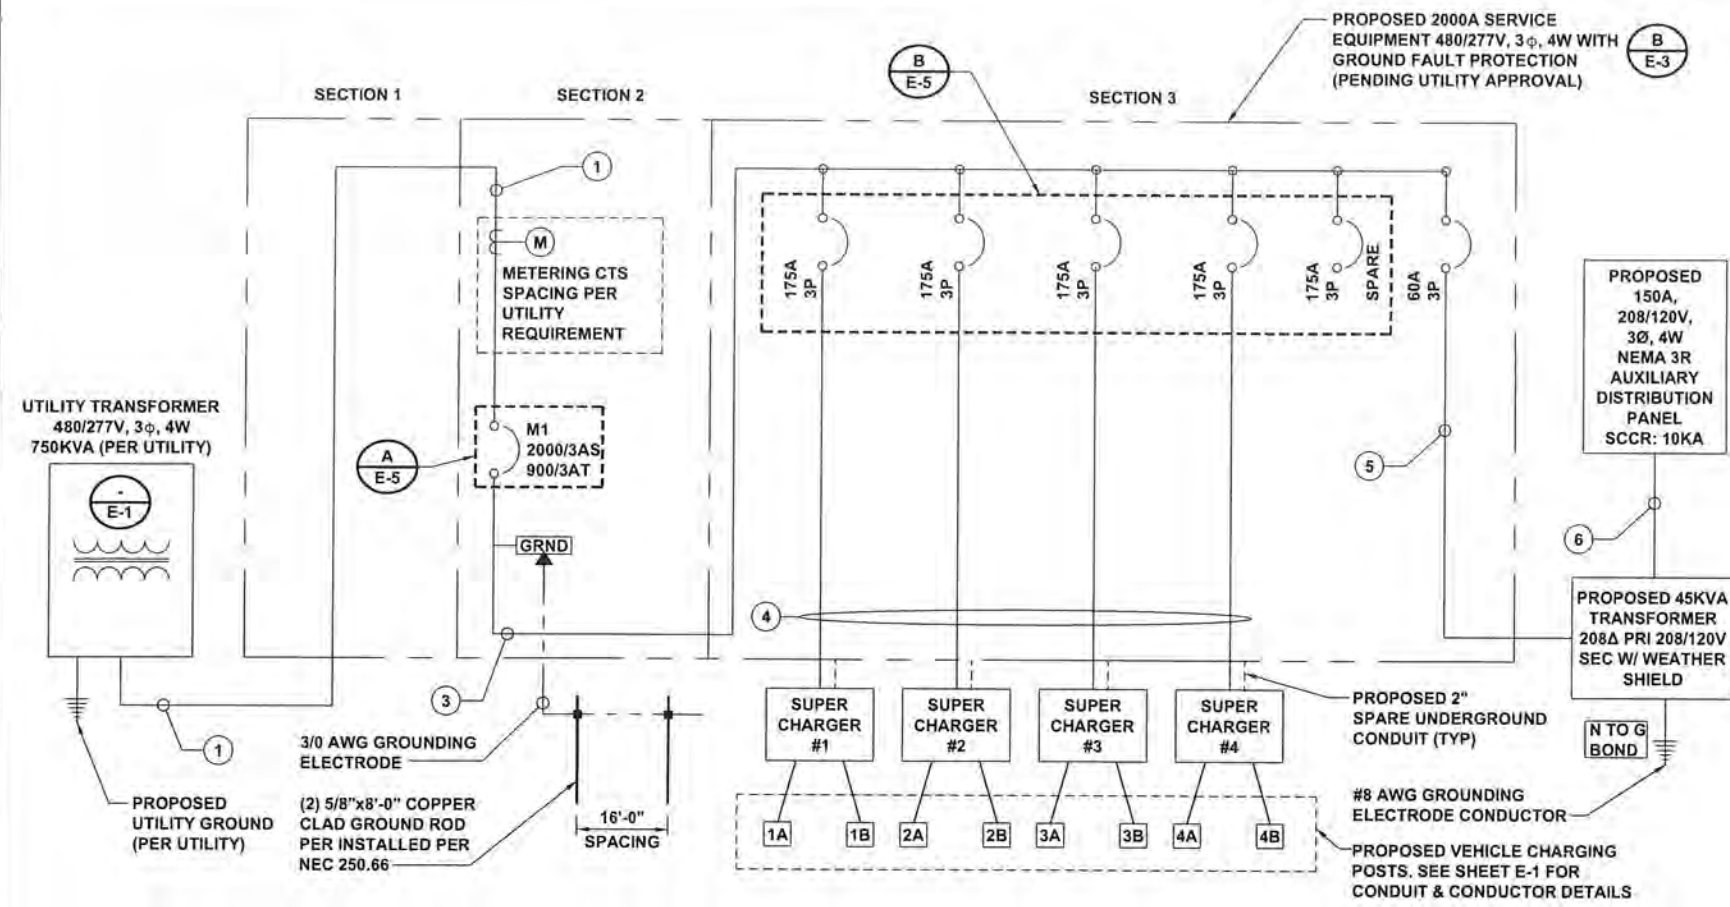 PROPOSED 2000A SERVICE
EQUIPMENT 480/277V, 3ϕ, 4W WITH
GROUND FAULT PROTECTION
(PENDING UTILITY APPROVAL)
B
E-3
B
E-5
SECTION 1
SECTION 2
SECTION 3
1
M
METERING CTS
SPACING PER
UTILITY
REQUIREMENT
175A
3P
175A
3P
175A
3P
175A
3P
175A
3P
SPARE
60A
3P
PROPOSED
150A,
208/120V,
3Ø, 4W
NEMA 3R
AUXILIARY
DISTRIBUTION
PANEL
SCCR: 10KA
UTILITY TRANSFORMER
480/277V, 3ϕ, 4W
750KVA (PER UTILITY)
-
E-1
A
E-5
M1
2000/3AS
900/3AT
5
6
GRND
4
PROPOSED 45KVA
TRANSFORMER
208Δ PRI 208/120V
SEC W/ WEATHER
SHIELD
3
1
SUPER
CHARGER
#1
SUPER
CHARGER
#2
SUPER
CHARGER
#3
SUPER
CHARGER
#4
PROPOSED 2"
SPARE UNDERGROUND
CONDUIT (TYP)
N TO G
BOND
3/0 AWG GROUNDING
ELECTRODE
PROPOSED
UTILITY GROUND
(PER UTILITY)
(2) 5/8"x8'-0" COPPER
CLAD GROUND ROD
PER INSTALLED PER
NEC 250.66
16'-0"
SPACING
1A
1B
2A
2B
3A
3B
4A
4B
#8 AWG GROUNDING
ELECTRODE CONDUCTOR
PROPOSED VEHICLE CHARGING
POSTS. SEE SHEET E-1 FOR
CONDUIT & CONDUCTOR DETAILS